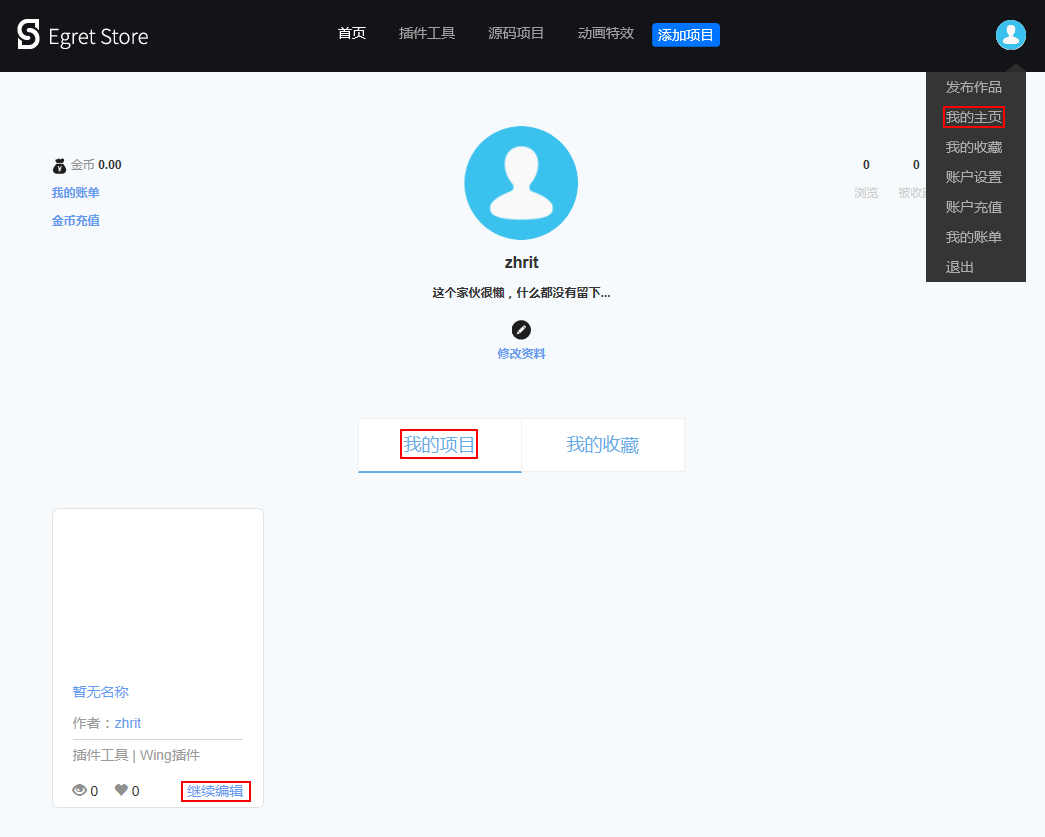 Egret Store
首页 插件工具 源码项目 动画特效 添加项目
发布作品
我的主页
我的收藏
账户设置
账户充值
我的账单
退出
金币 0.00
我的账单
金币充值
0 0
浏览 被收
zhrit
这个家伙很懒，什么都没有留下...
修改资料
我的项目 我的收藏
暂无名称
作者：zhrit
插件工具 | Wing插件
0 0 继续编辑